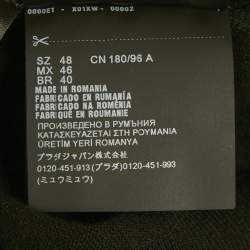 SZ 48 CN 180/96 A
MX 46
BR 40
MADE IN ROMANIA
FABRICADO EN RUMANÍA
FABRICADO NA ROMÉNIA
FABRIQUÉ EN ROUMANIE
ПРОИЗВЕДЕНО В РУМЪНИЯ
ΚΑΤΑΣΚΕΥΑΖΕΤΑΙ ΣΤΗ ΡΟΥΜΑΝΙΑ
ÜRETİM YERİ ROMANYA
プラダジャパン株式会社
0120-451-913 (プラダ) 0120-451-993
(ミュウミュウ)